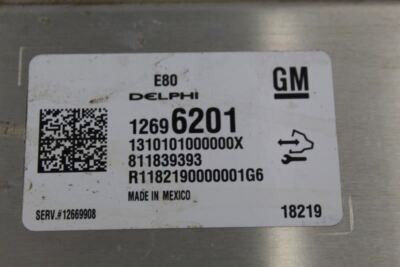 E80
DELPHI
GM
12696201
1310101000000X
811839393
R1182190000001G6
MADE IN MEXICO
SERV.#12669908
18219